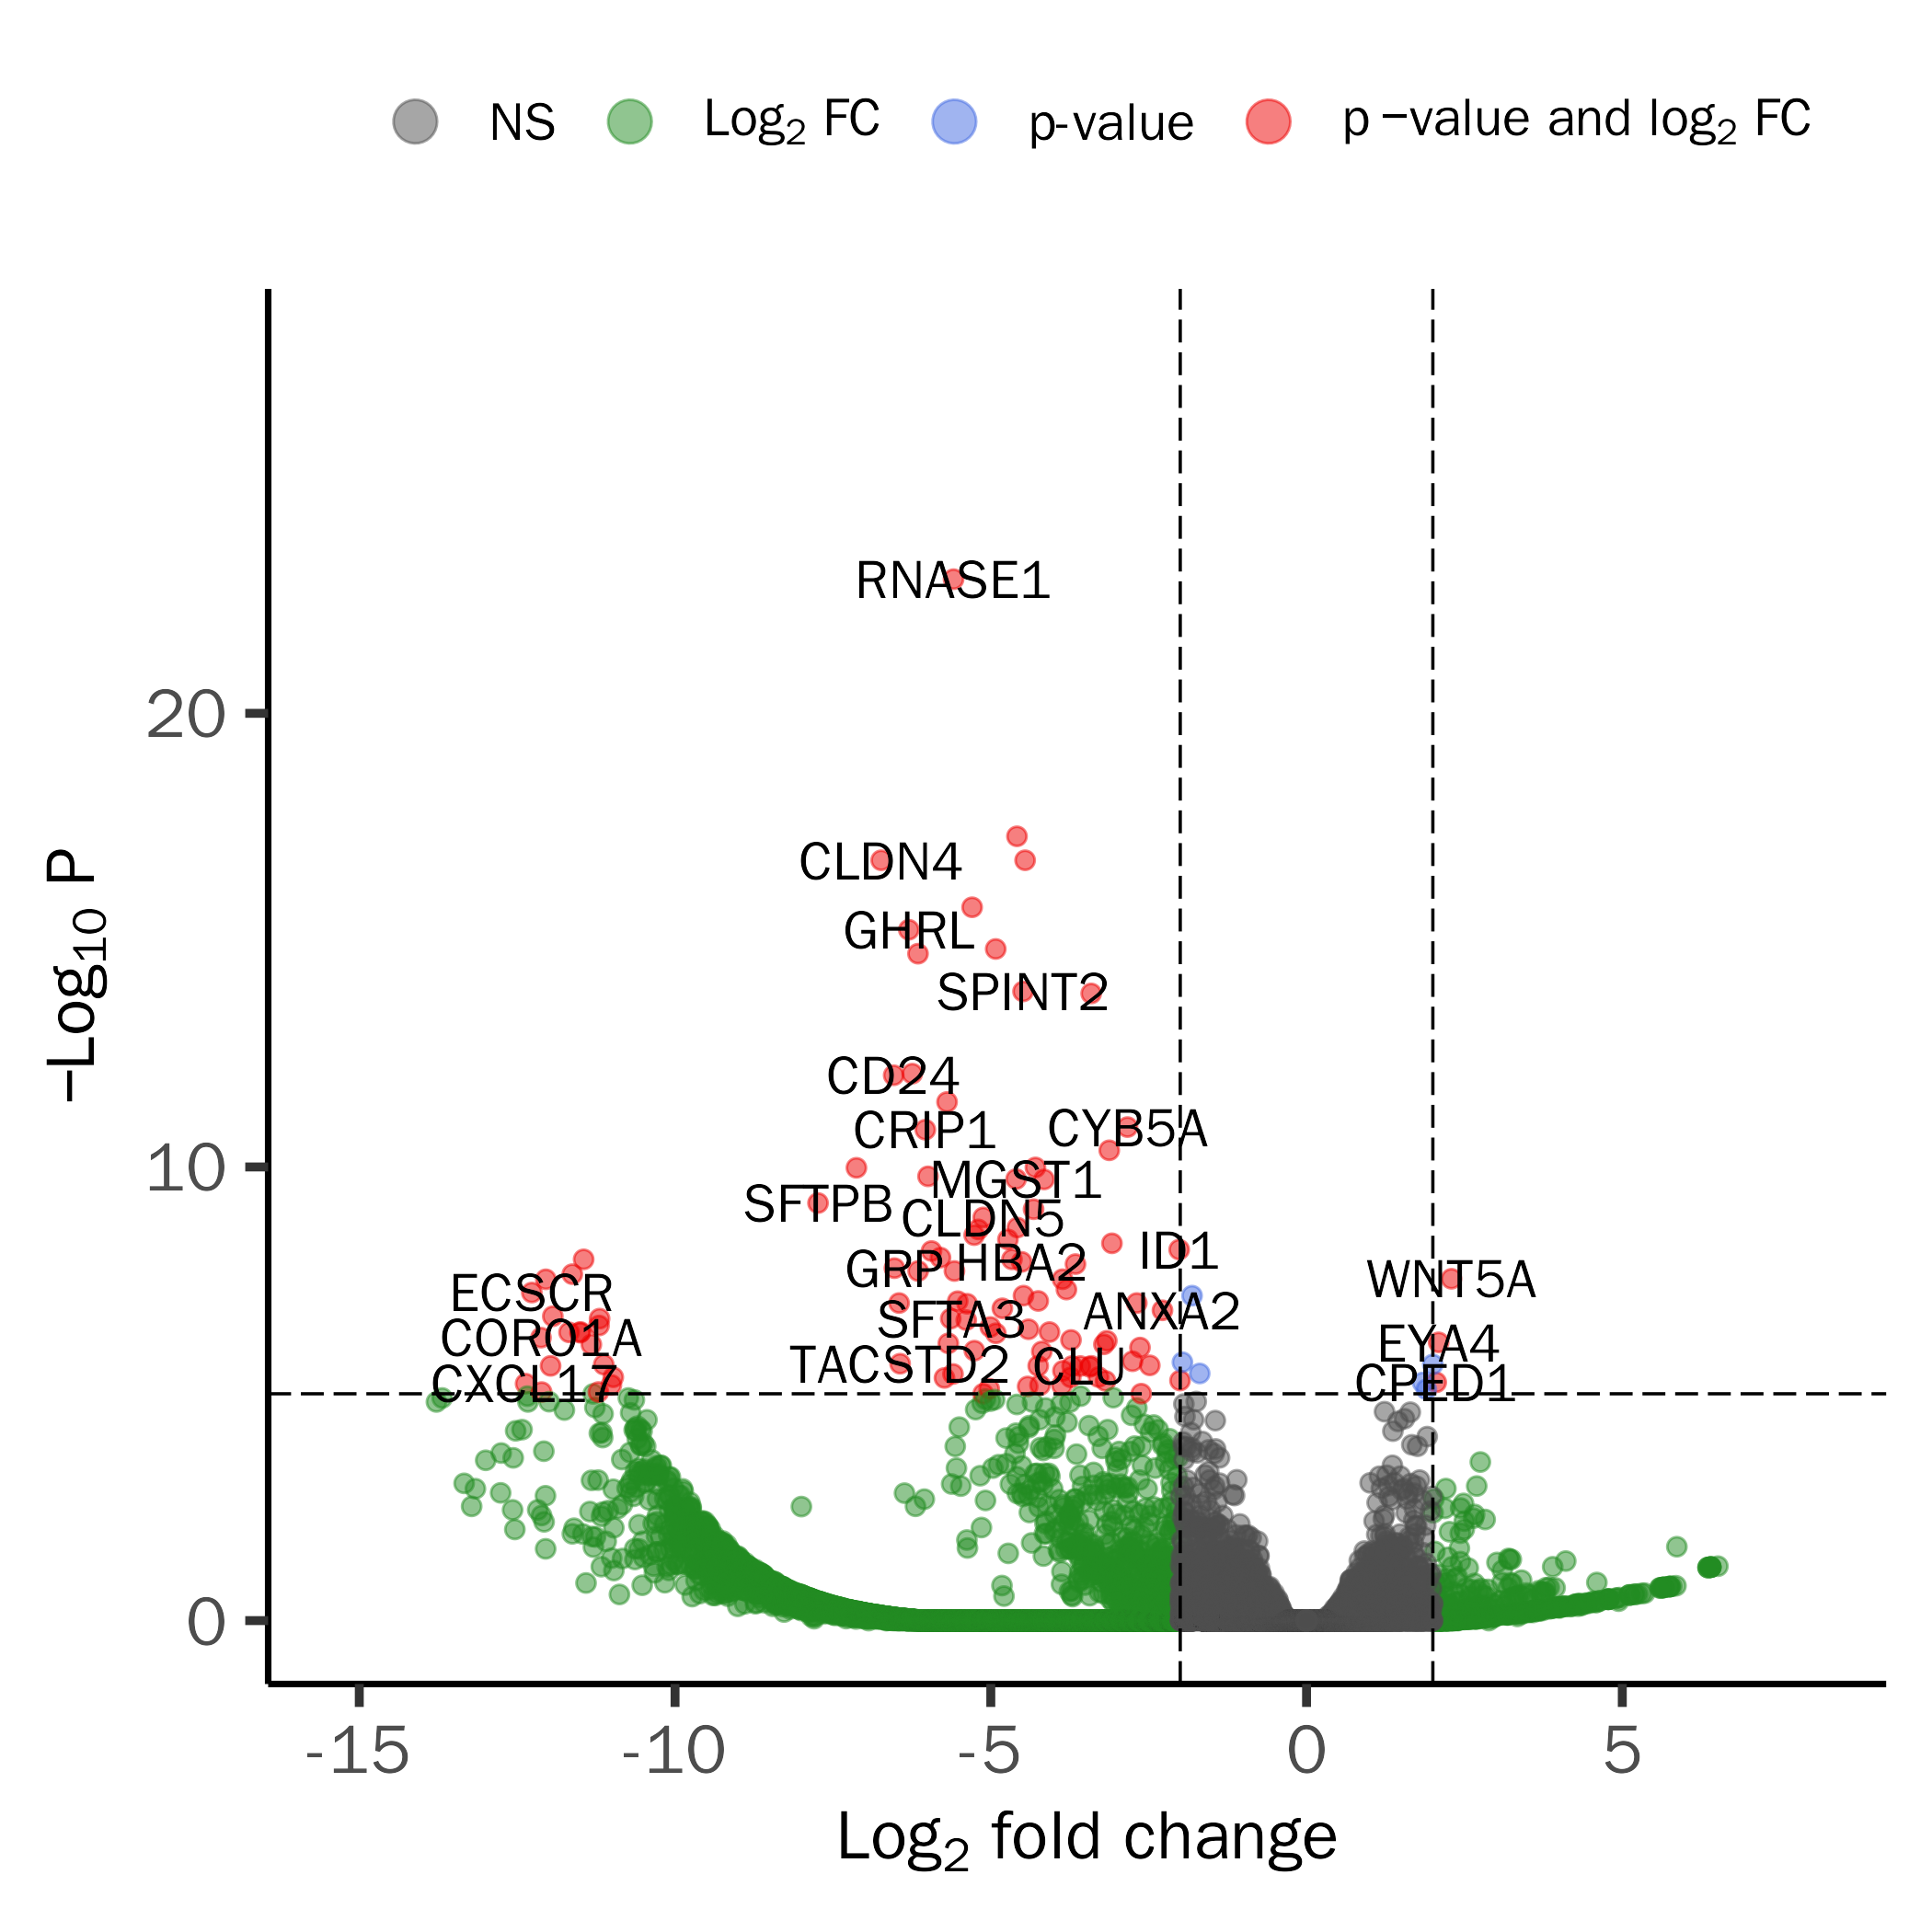 NS Log2 FC p-value p −value and log2 FC
RNASE1
20
CLDN4
GHRL
SPINT2
−Log10 P
CD24
CRIP1 CYB5A
10
MGST1
SFTPB CLDN5
ID1
GRP HBA2
WNT5A
ECSCR
SFTA3 ANXA2
CORO1A EYA4
TACSTD2 CLU
CXCL17 CPED1
0
-15 -10 -5 0 5
Log2 fold change